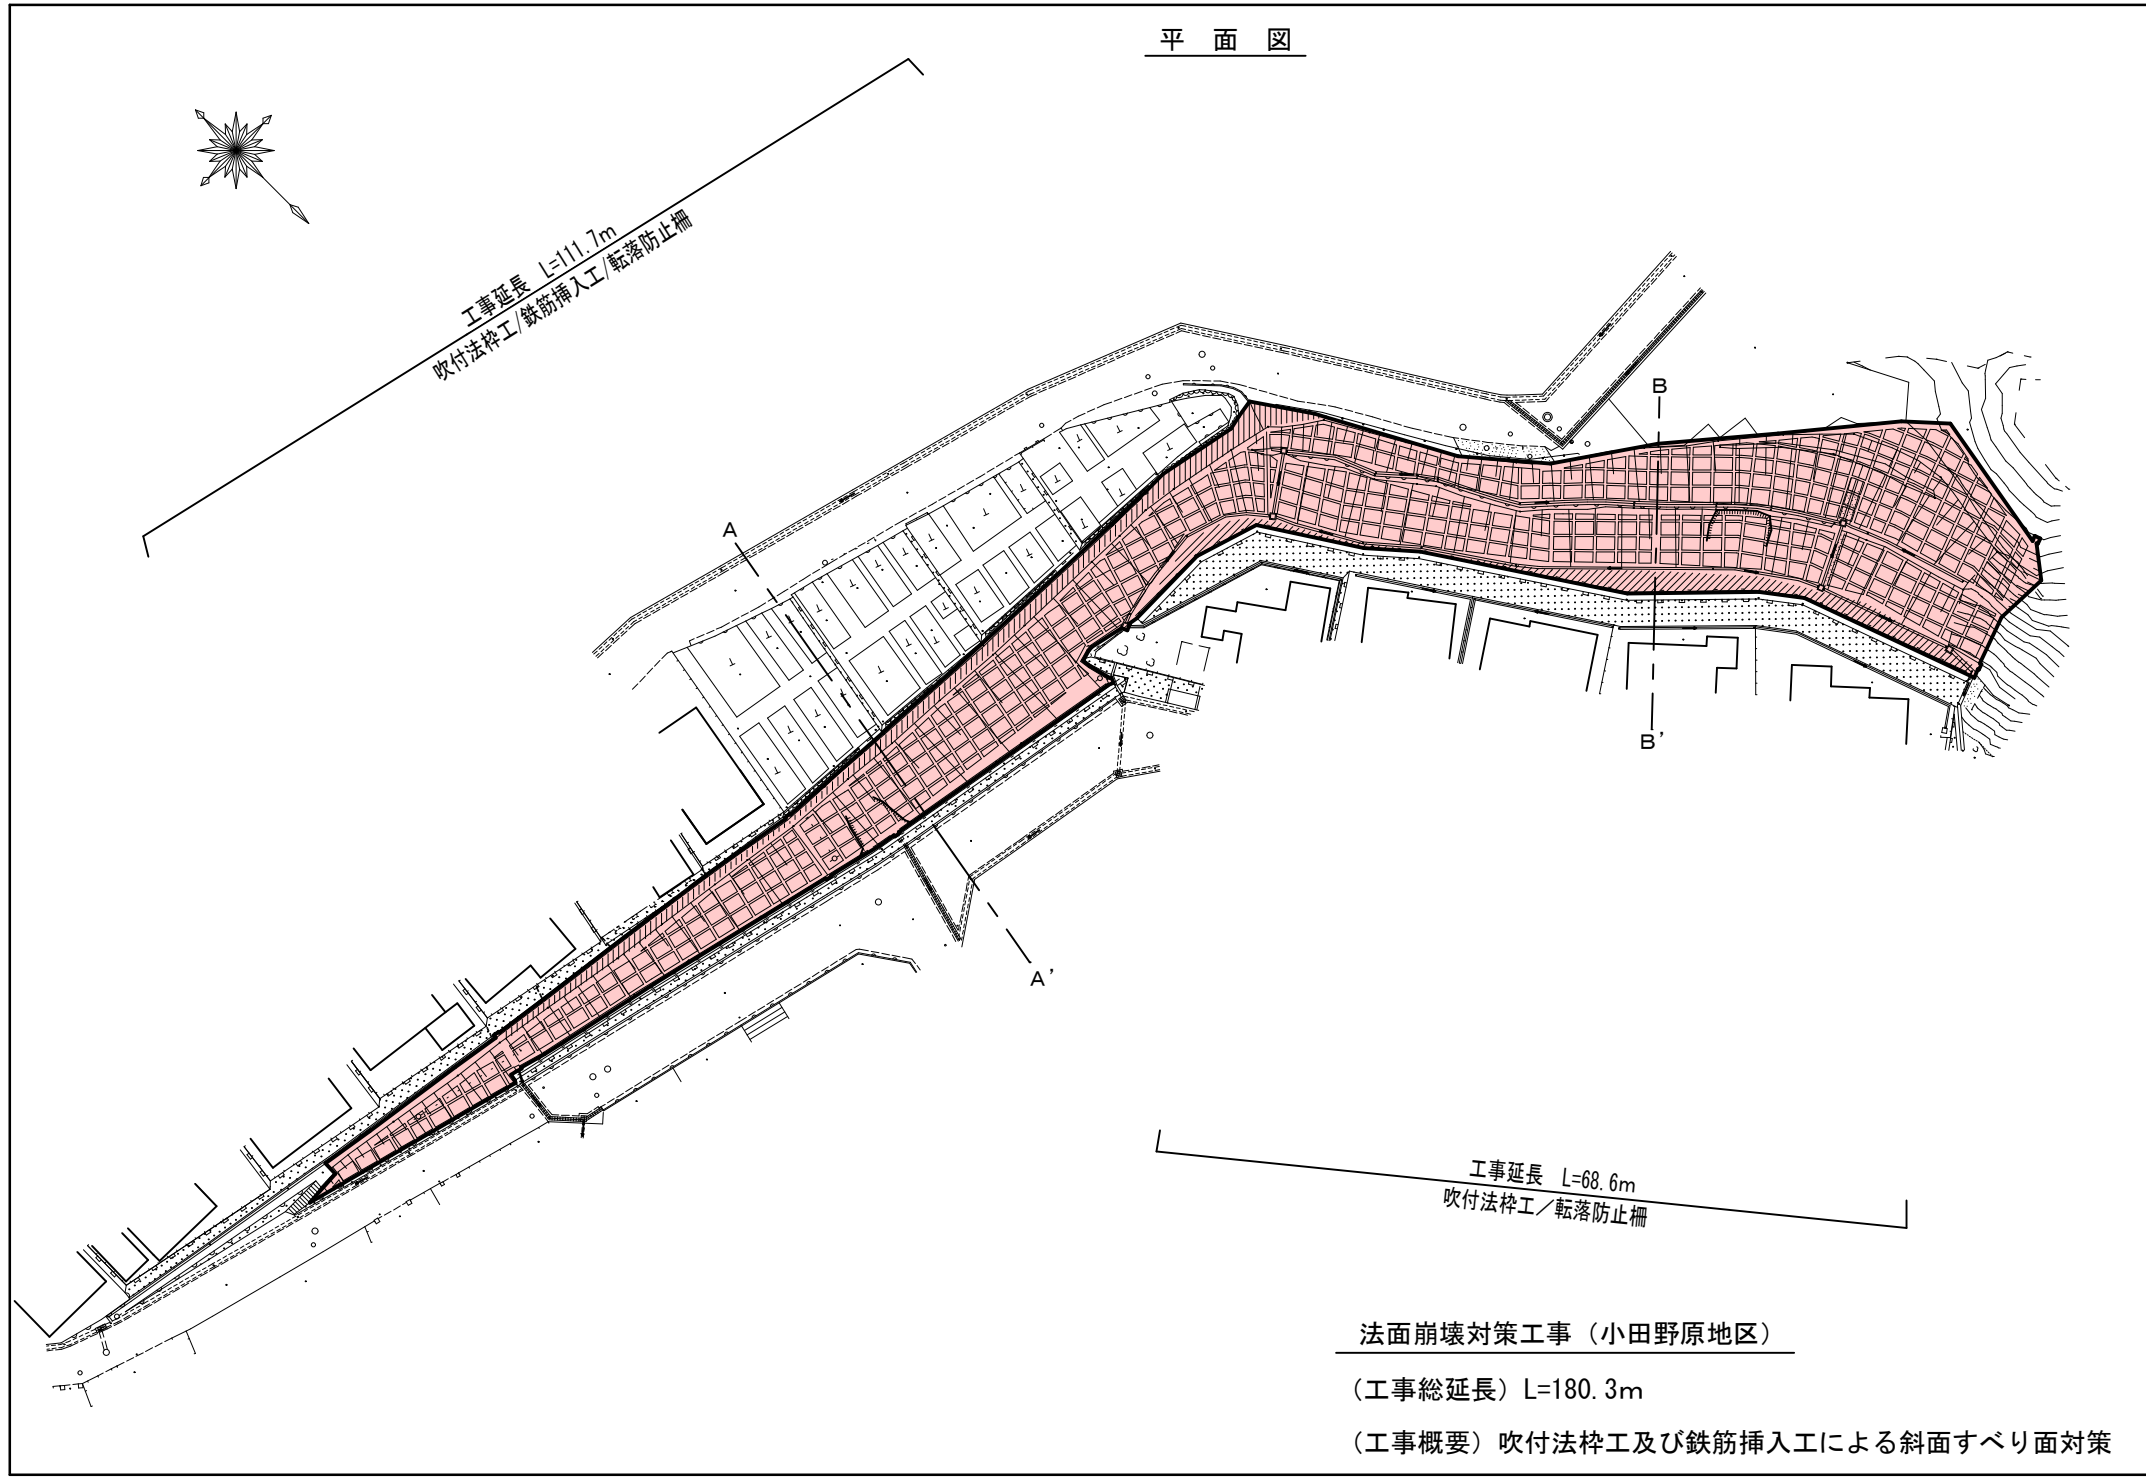 平面図
工事延長 L=111.7m
吹付法枠工/鉄筋挿入工/転落防止柵
A
B
B'
A'
工事延長 L=68.6m
吹付法枠工/転落防止柵
法面崩壊対策工事（小田野原地区）
（工事総延長）L=180.3m
（工事概要）吹付法枠工及び鉄筋挿入工による斜面すべり面対策